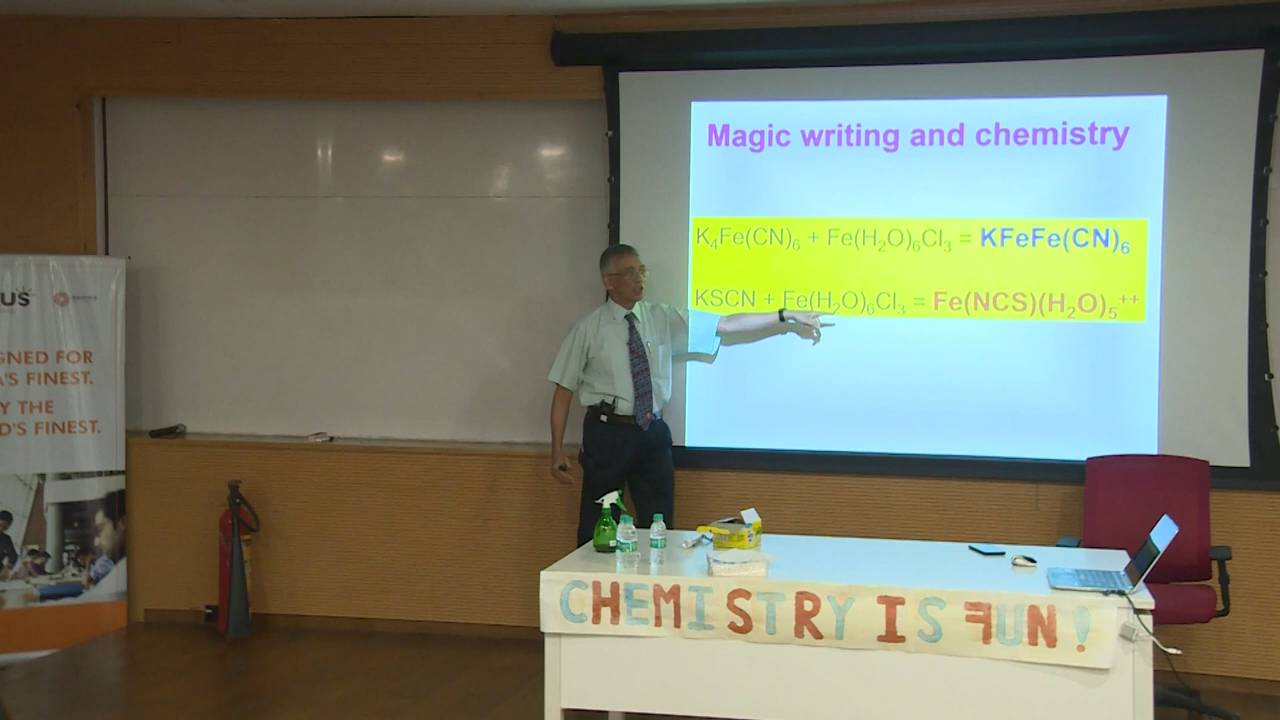 Magic writing and chemistry
K₄Fe(CN)₆ + Fe(H₂O)₆Cl₃ = KFeFe(CN)₆
KSCN + Fe(H₂O)₆Cl₃ = Fe(NCS)(H₂O)₅⁺⁺
US
GNED FOR
A'S FINEST.
Y THE
D'S FINEST.
CHEMISTRY IS FUN!